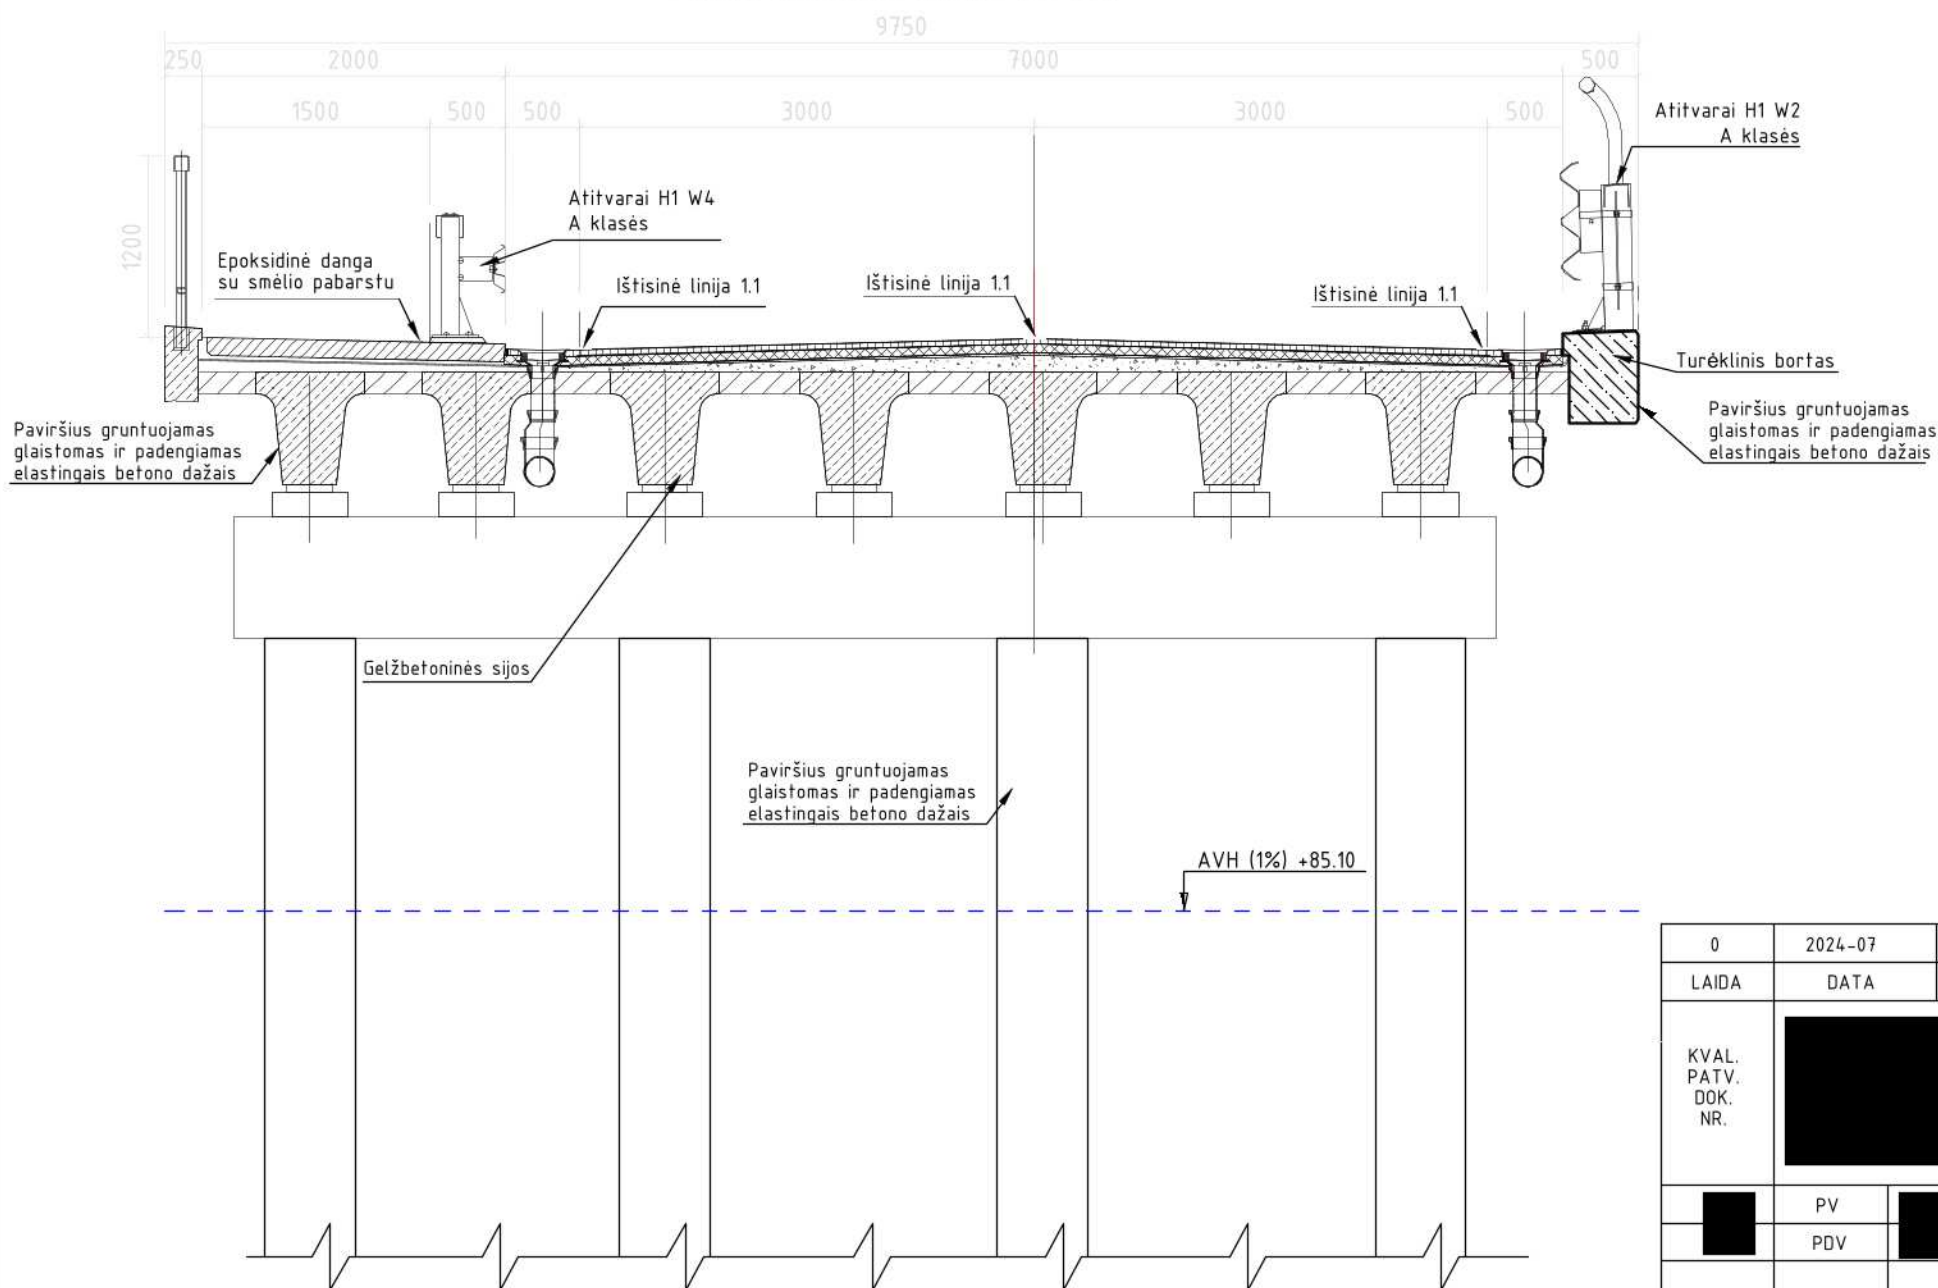 9750
250
2000
7000
500
1500
500
500
3000
3000
500
1200
Atitvarai H1 W2
A klasės
Atitvarai H1 W4
A klasės
Epoksidinė danga
su smėlio pabarstu
Ištisinė linija 1.1
Ištisinė linija 1.1
Ištisinė linija 1.1
Turėklinis bortas
Paviršius gruntuojamas
glaistomas ir padengiamas
elastingais betono dažais
Paviršius gruntuojamas
glaistomas ir padengiamas
elastingais betono dažais
Gelžbetoninės sijos
Paviršius gruntuojamas
glaistomas ir padengiamas
elastingais betono dažais
AVH (1%) +85.10
0
2024-07
LAIDA
DATA
KVAL.
PATV.
DOK.
NR.
PV
PDV